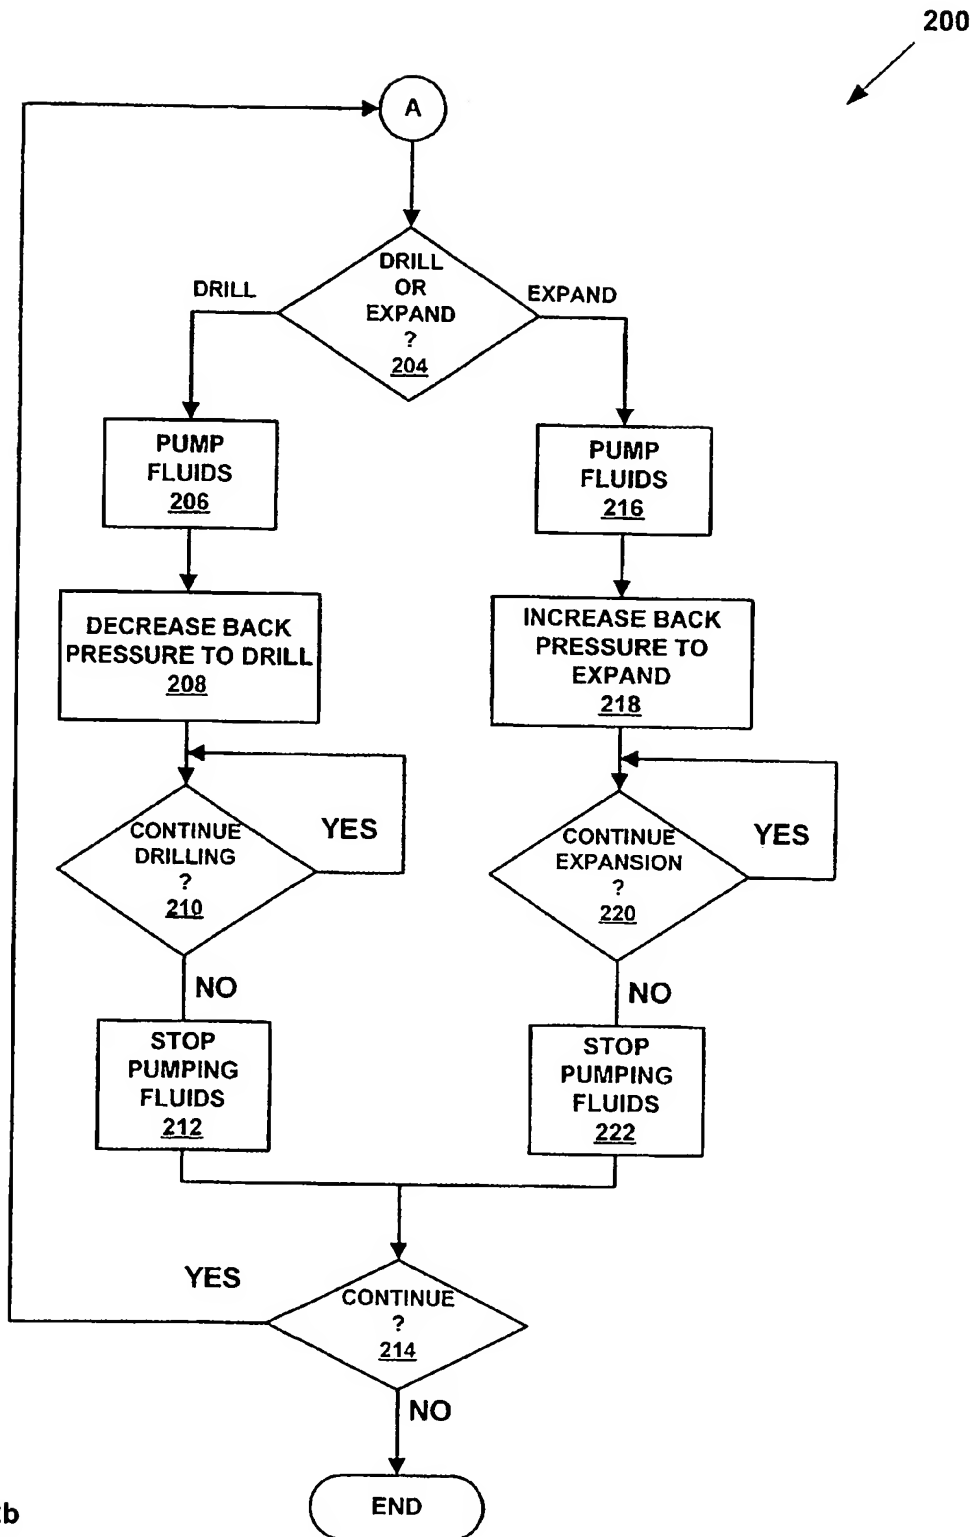 200
A
DRILL
OR
EXPAND
?
204
DRILL
EXPAND
PUMP
FLUIDS
206
PUMP
FLUIDS
216
DECREASE BACK
PRESSURE TO DRILL
208
INCREASE BACK
PRESSURE TO
EXPAND
218
CONTINUE
DRILLING
?
210
YES
CONTINUE
EXPANSION
?
220
YES
NO
NO
STOP
PUMPING
FLUIDS
212
STOP
PUMPING
FLUIDS
222
YES
CONTINUE
?
214
NO
END